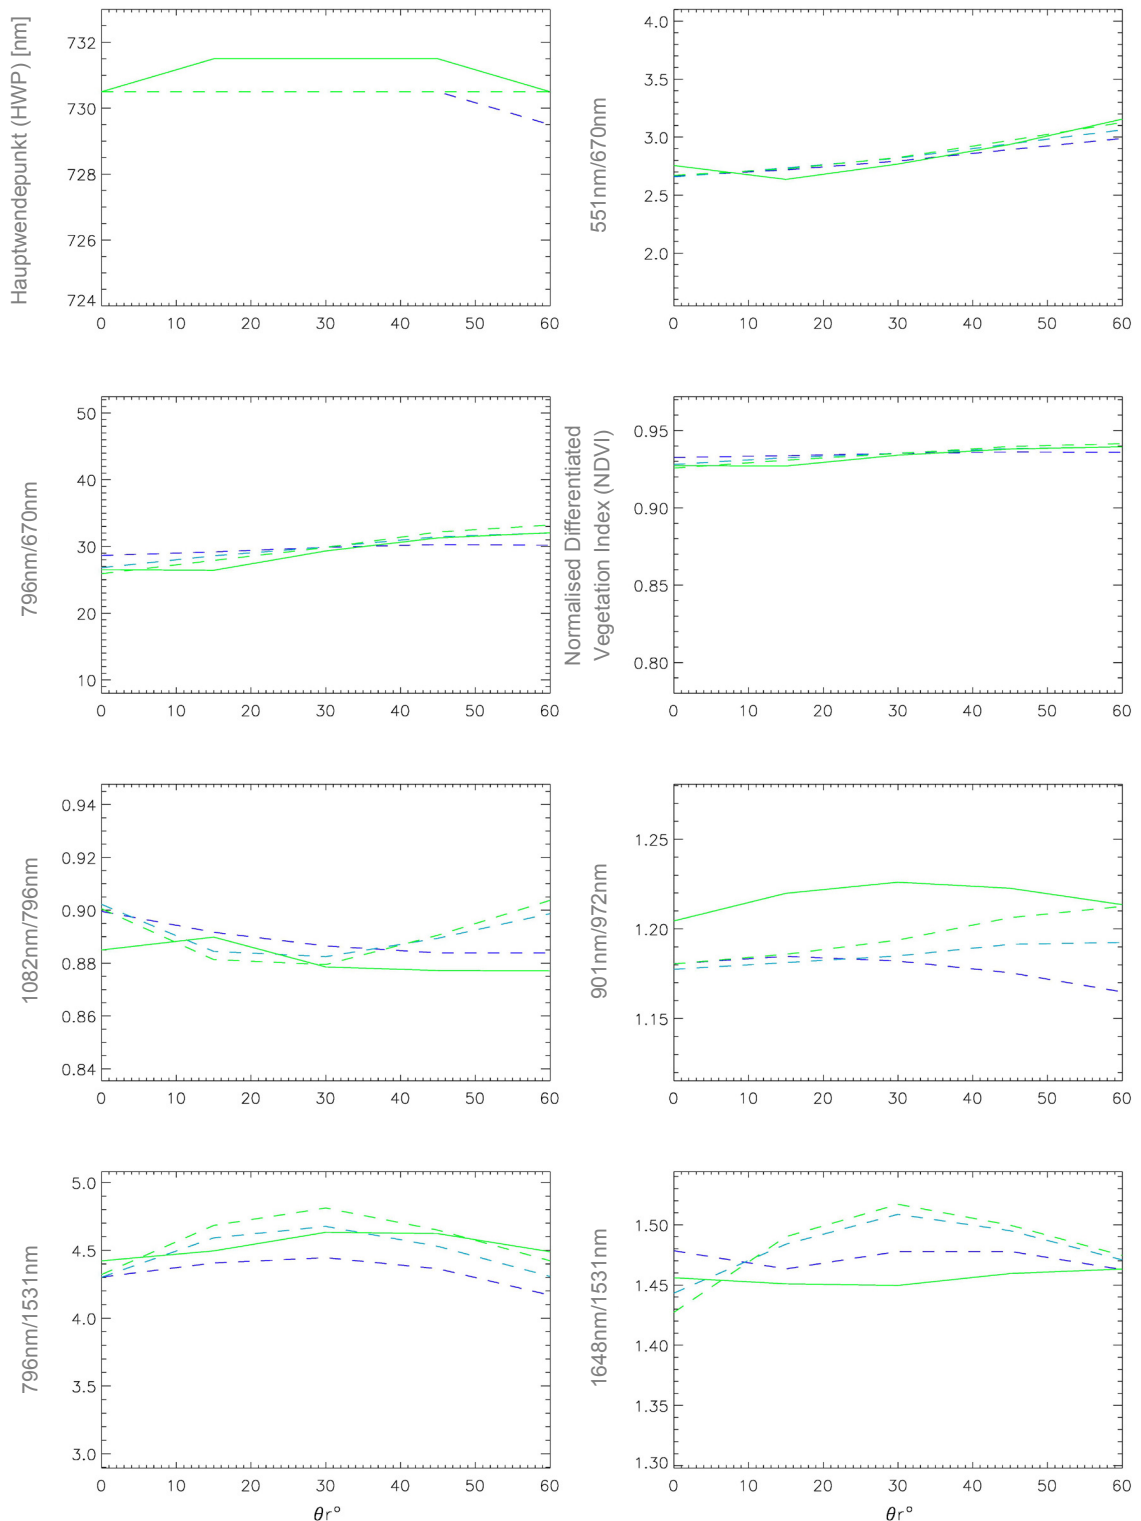 Hauptwendepunkt (HWP) [nm]
732
730
728
726
724
0 10 20 30 40 50 60
551nm/670nm
4.0
3.5
3.0
2.5
2.0
0 10 20 30 40 50 60
796nm/670nm
50
40
30
20
10
0 10 20 30 40 50 60
Normalised Differentiated
Vegetation Index (NDVI)
0.95
0.90
0.85
0.80
0 10 20 30 40 50 60
1082nm/796nm
0.94
0.92
0.90
0.88
0.86
0.84
0 10 20 30 40 50 60
901nm/972nm
1.25
1.20
1.15
0 10 20 30 40 50 60
796nm/1531nm
5.0
4.5
4.0
3.5
3.0
0 10 20 30 40 50 60
θr°
1648nm/1531nm
1.50
1.45
1.40
1.35
1.30
0 10 20 30 40 50 60
θr°